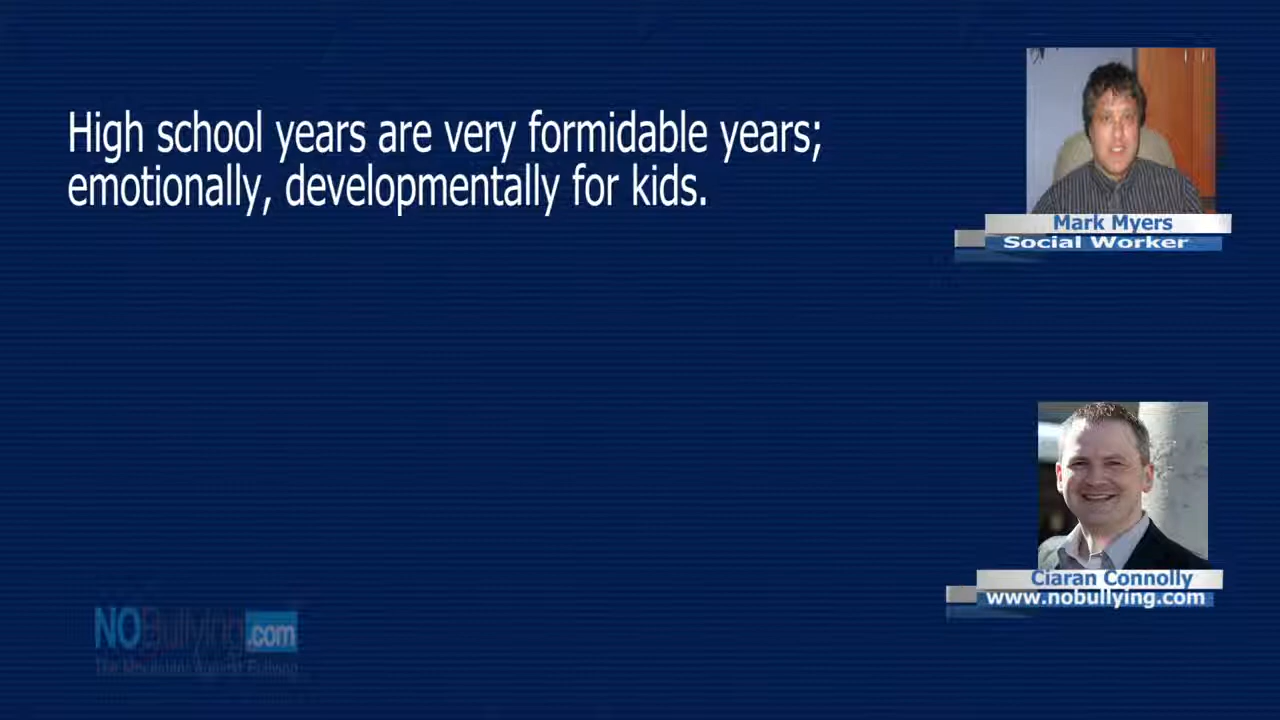 High school years are very formidable years;
emotionally, developmentally for kids.
Mark Myers
Social Worker
Ciaran Connolly
www.nobullying.com
NOBullying.com
Bullying